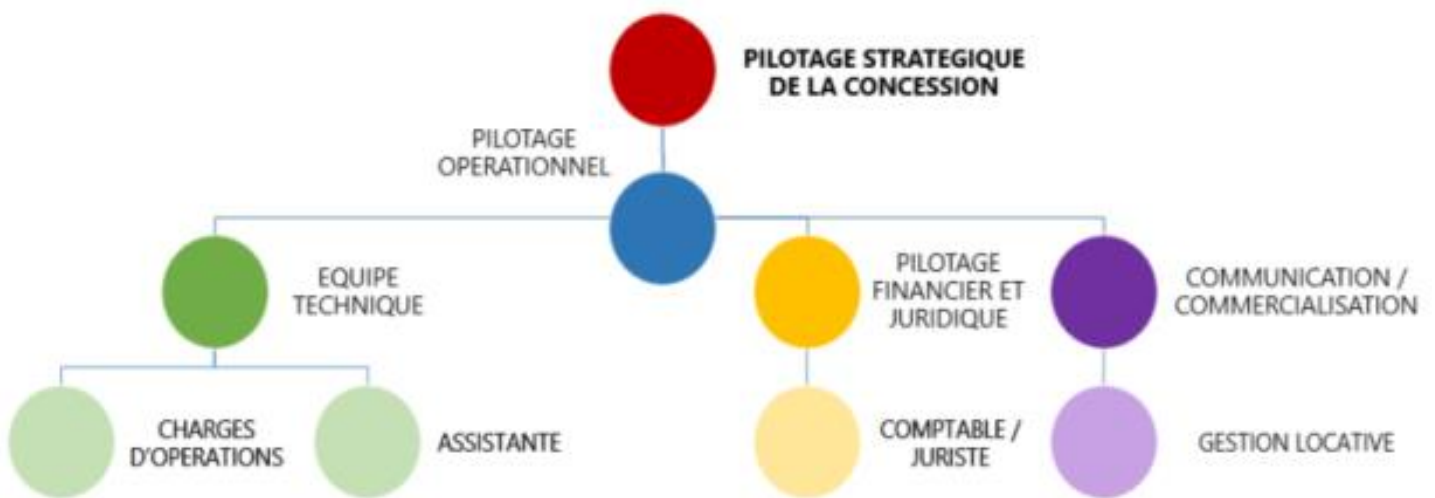 PILOTAGE STRATEGIQUE
DE LA CONCESSION
PILOTAGE
OPERATIONNEL
EQUIPE
TECHNIQUE
PILOTAGE
FINANCIER ET
JURIDIQUE
COMMUNICATION /
COMMERCIALISATION
CHARGES
D'OPERATIONS
ASSISTANTE
COMPTABLE /
JURISTE
GESTION LOCATIVE